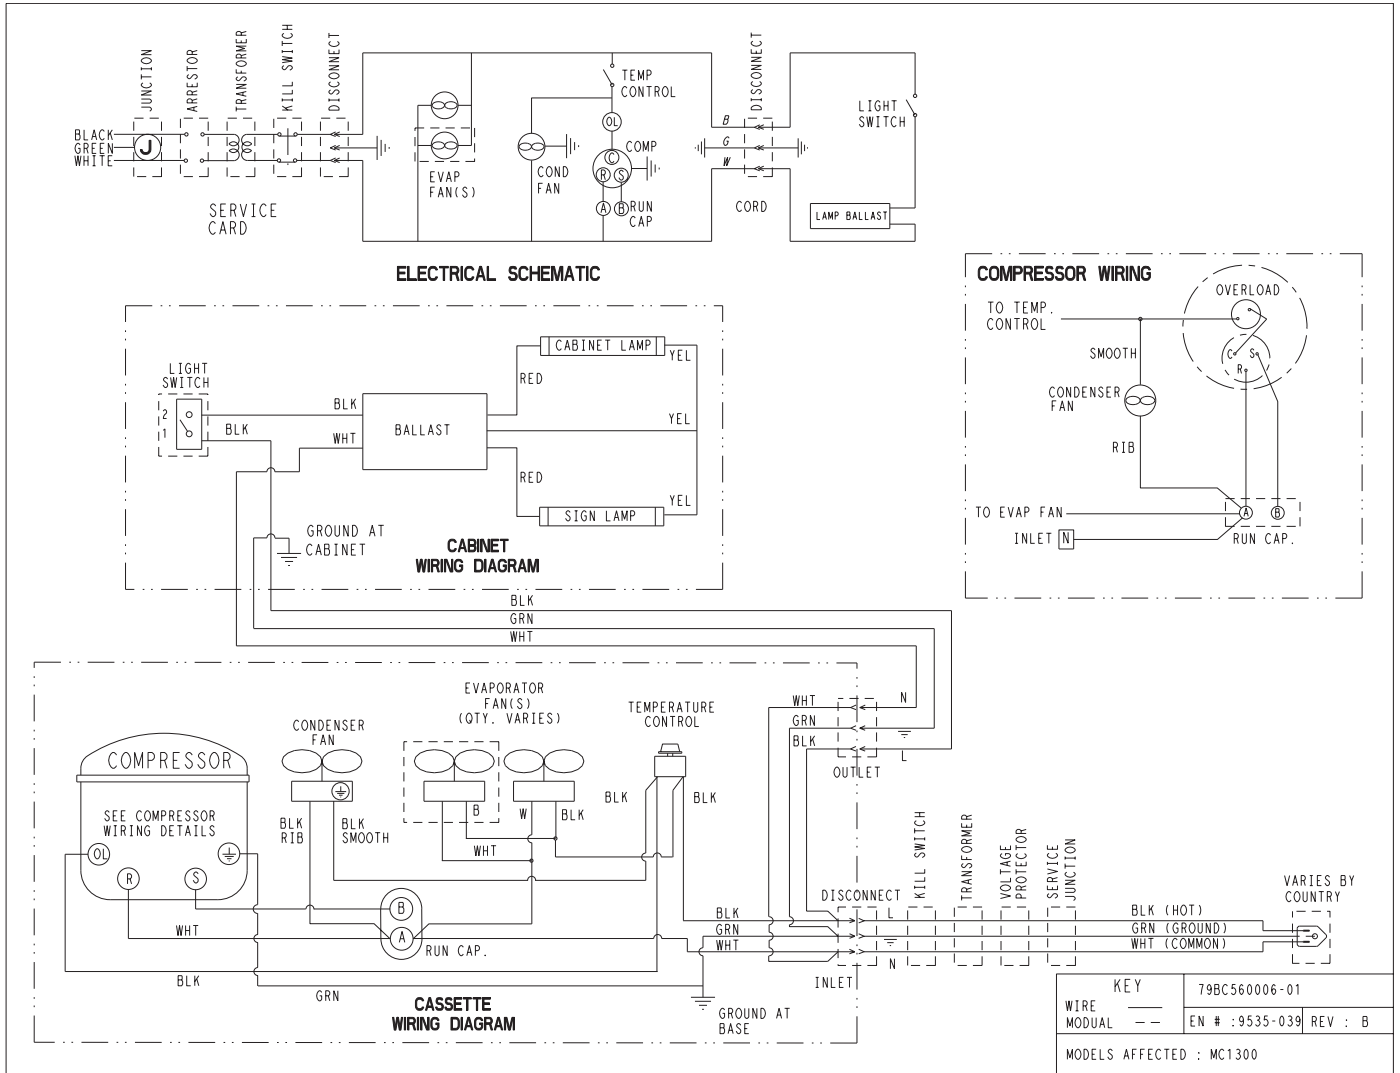 JUNCTION
ARRESTOR
TRANSFORMER
KILL SWITCH
DISCONNECT
BLACK
GREEN
WHITE
J
SERVICE
CARD
EVAP
FAN(S)
COND
FAN
TEMP
CONTROL
OL
COMP
C
R
S
A
B
RUN
CAP
B
G
W
DISCONNECT
CORD
LIGHT
SWITCH
LAMP BALLAST
ELECTRICAL SCHEMATIC
COMPRESSOR WIRING
OVERLOAD
TO TEMP.
CONTROL
SMOOTH
C
S
R
CONDENSER
FAN
RIB
TO EVAP FAN
INLET N
A
B
RUN CAP.
LIGHT
SWITCH
2
1
BLK
BLK
WHT
BALLAST
RED
RED
CABINET LAMP
YEL
YEL
YEL
SIGN LAMP
GROUND AT
CABINET
CABINET
WIRING DIAGRAM
BLK
GRN
WHT
COMPRESSOR
SEE COMPRESSOR
WIRING DETAILS
OL
R
S
CONDENSER
FAN
BLK
RIB
BLK
SMOOTH
EVAPORATOR
FAN(S)
(QTY. VARIES)
B
W
BLK
WHT
TEMPERATURE
CONTROL
BLK
BLK
B
A
RUN CAP.
WHT
BLK
GRN
CASSETTE
WIRING DIAGRAM
WHT
GRN
BLK
N
L
OUTLET
DISCONNECT
BLK
GRN
WHT
L
N
INLET
GROUND AT
BASE
KILL SWITCH
TRANSFORMER
VOLTAGE
PROTECTOR
SERVICE
JUNCTION
BLK (HOT)
GRN (GROUND)
WHT (COMMON)
VARIES BY
COUNTRY
KEY
WIRE
MODUAL
79BC560006-01
EN # :9535-039
REV : B
MODELS AFFECTED : MC1300